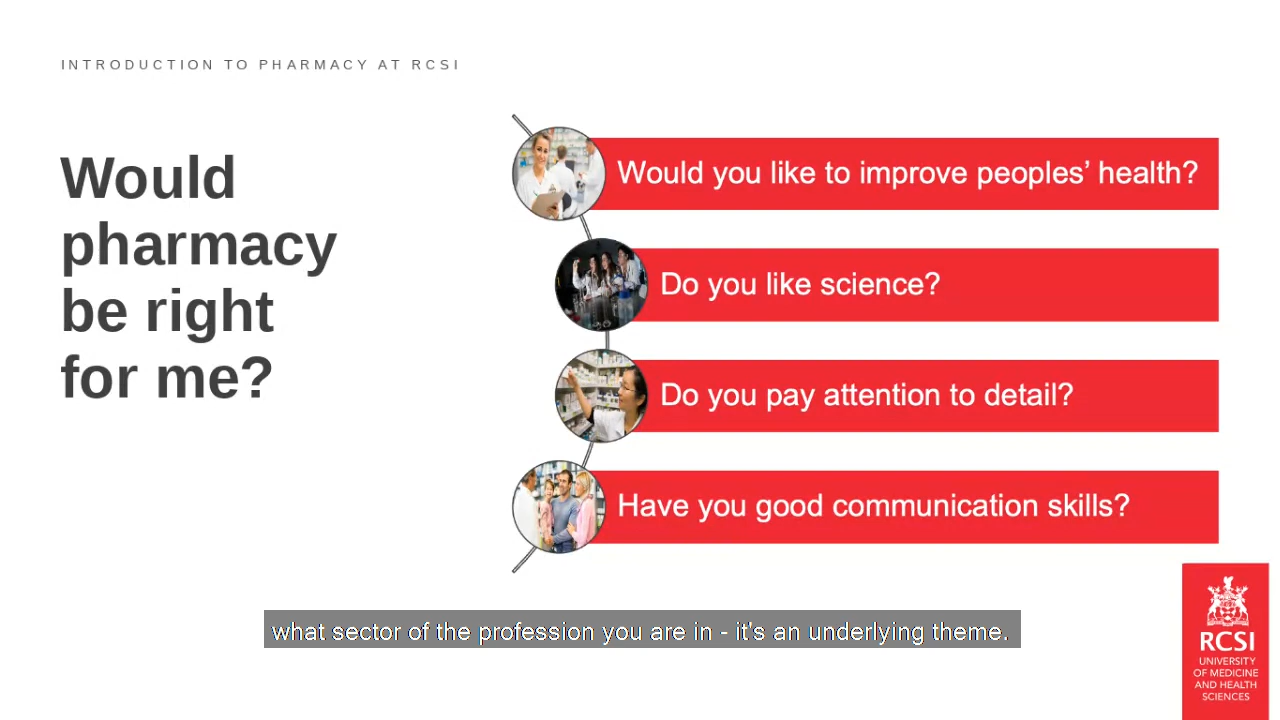 INTRODUCTION TO PHARMACY AT RCSI
Would
pharmacy
be right
for me?
Would you like to improve peoples’ health?
Do you like science?
Do you pay attention to detail?
Have you good communication skills?
what sector of the profession you are in - it's an underlying theme.
RCSI
UNIVERSITY
OF MEDICINE
AND HEALTH
SCIENCES